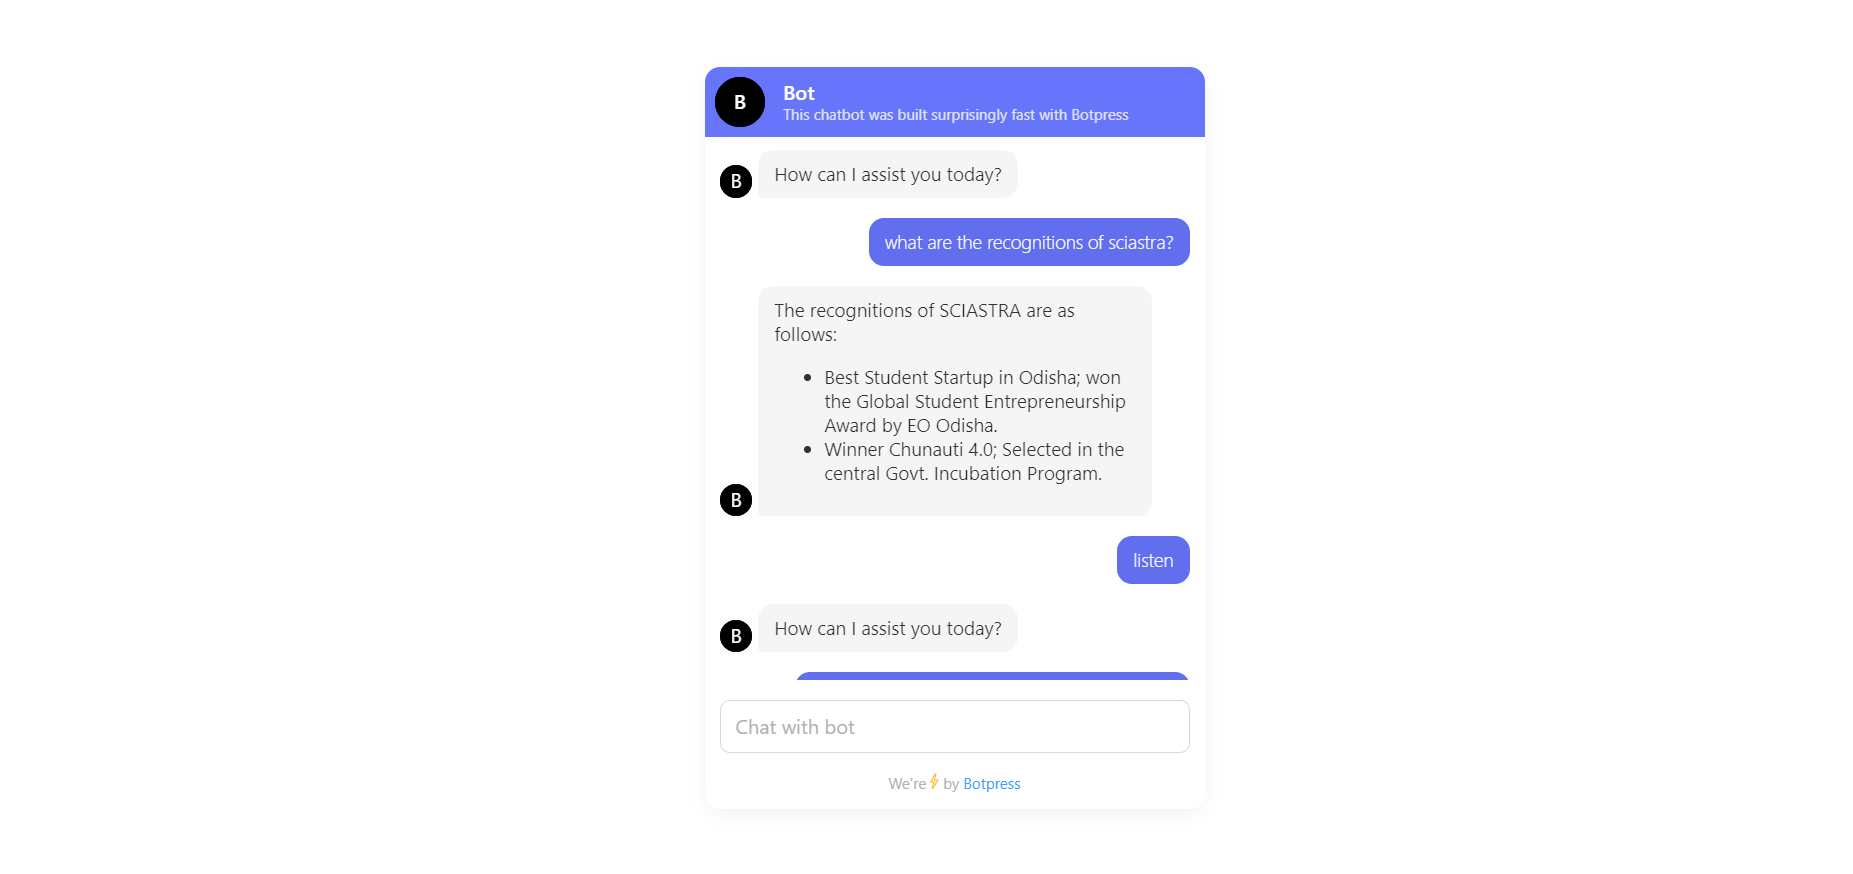 B
Bot
This chatbot was built surprisingly fast with Botpress
B
How can I assist you today?
what are the recognitions of sciastra?
The recognitions of SCIASTRA are as
follows:
• Best Student Startup in Odisha; won
the Global Student Entrepreneurship
Award by EO Odisha.
• Winner Chunauti 4.0; Selected in the
central Govt. Incubation Program.
B
listen
B
How can I assist you today?
Chat with bot
We're⚡by Botpress